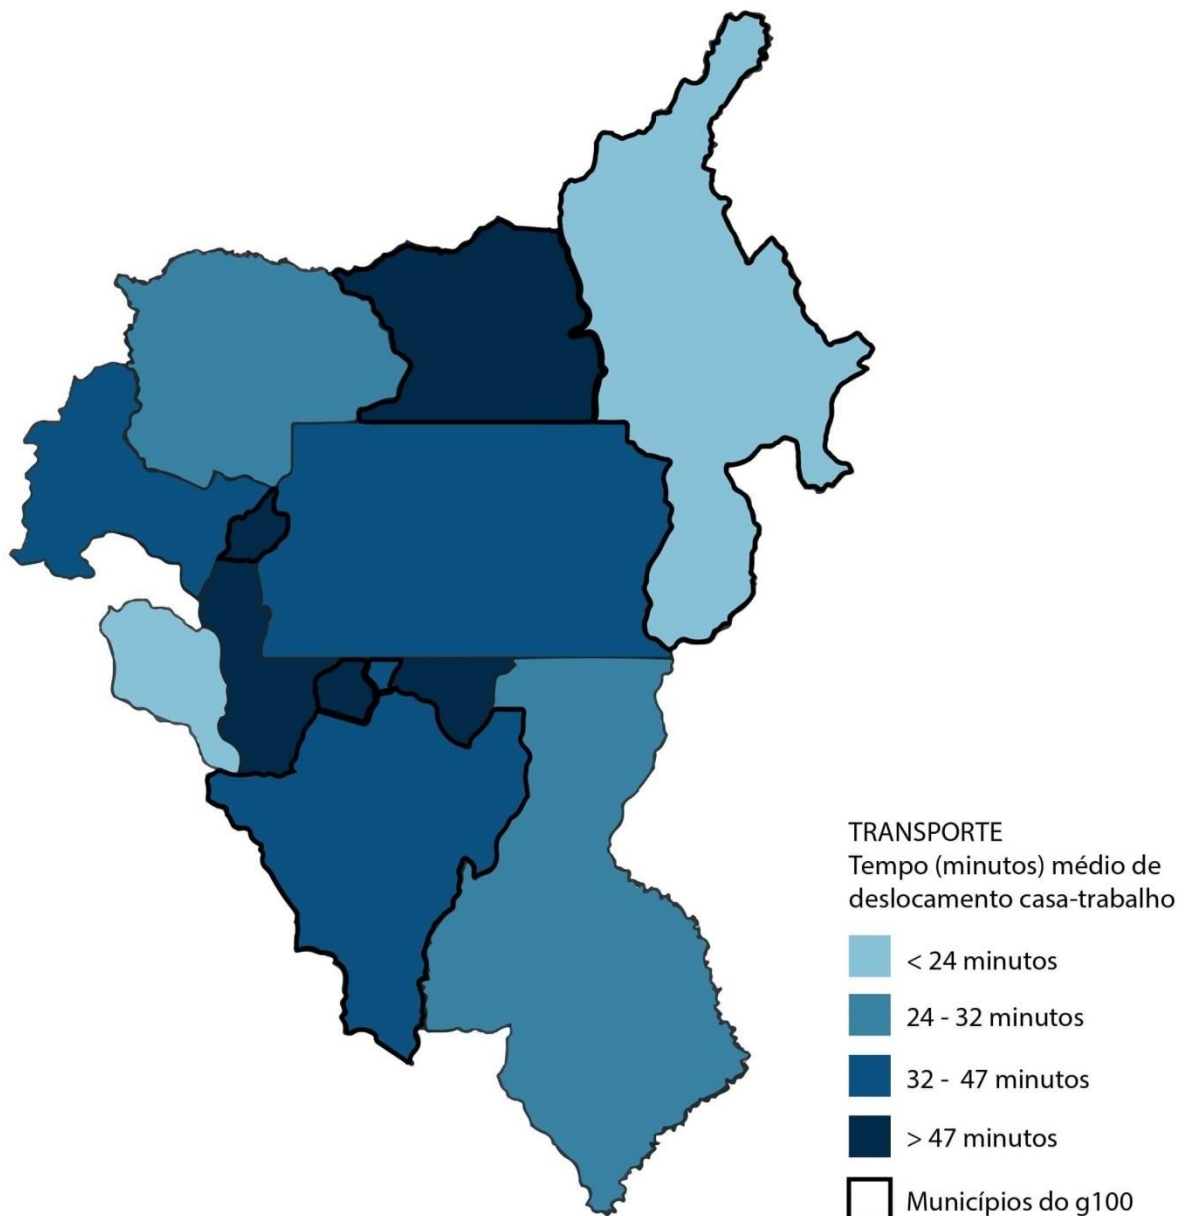 TRANSPORTE
Tempo (minutos) médio de
deslocamento casa-trabalho
< 24 minutos
24 - 32 minutos
32 - 47 minutos
> 47 minutos
Municípios do g100